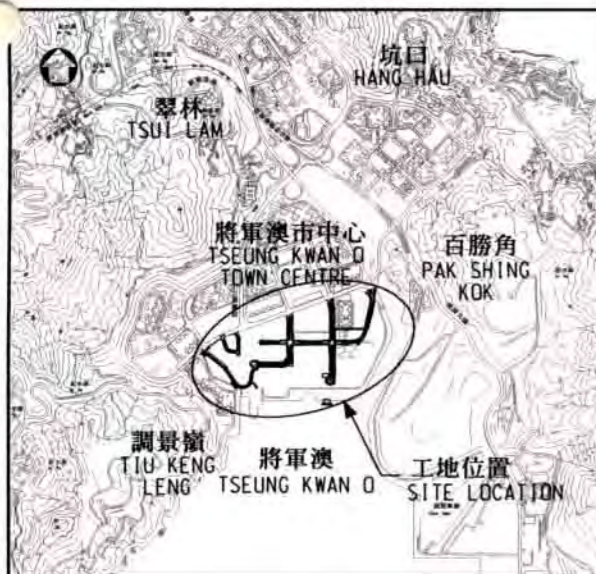 坑口
HANG HAU
翠林
TSUI LAM
將軍澳市中心
TSEUNG KWAN O
TOWN CENTRE
百勝角
PAK SHING
KOK
調景嶺
TIU KENG
LENG
將軍澳
TSEUNG KWAN O
工地位置
SITE LOCATION